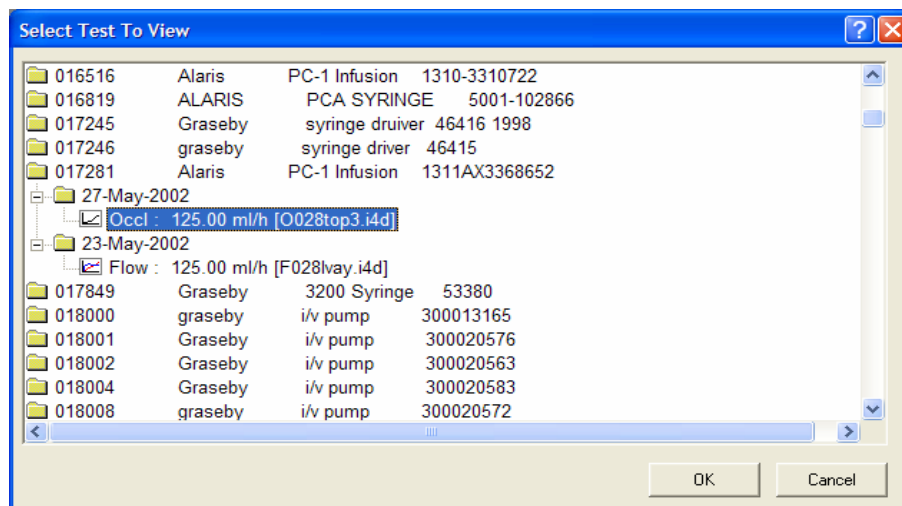 Select Test To View
016516 Alaris PC-1 Infusion 1310-3310722
016819 ALARIS PCA SYRINGE 5001-102866
017245 Graseby syringe druiver 46416 1998
017246 graseby syringe driver 46415
017281 Alaris PC-1 Infusion 1311AX3368652
27-May-2002
Occl : 125.00 ml/h [O028top3.i4d]
23-May-2002
Flow : 125.00 ml/h [F028lvay.i4d]
017849 Graseby 3200 Syringe 53380
018000 graseby i/v pump 300013165
018001 Graseby i/v pump 300020576
018002 Graseby i/v pump 300020563
018004 Graseby i/v pump 300020583
018008 graseby i/v pump 300020572
OK Cancel